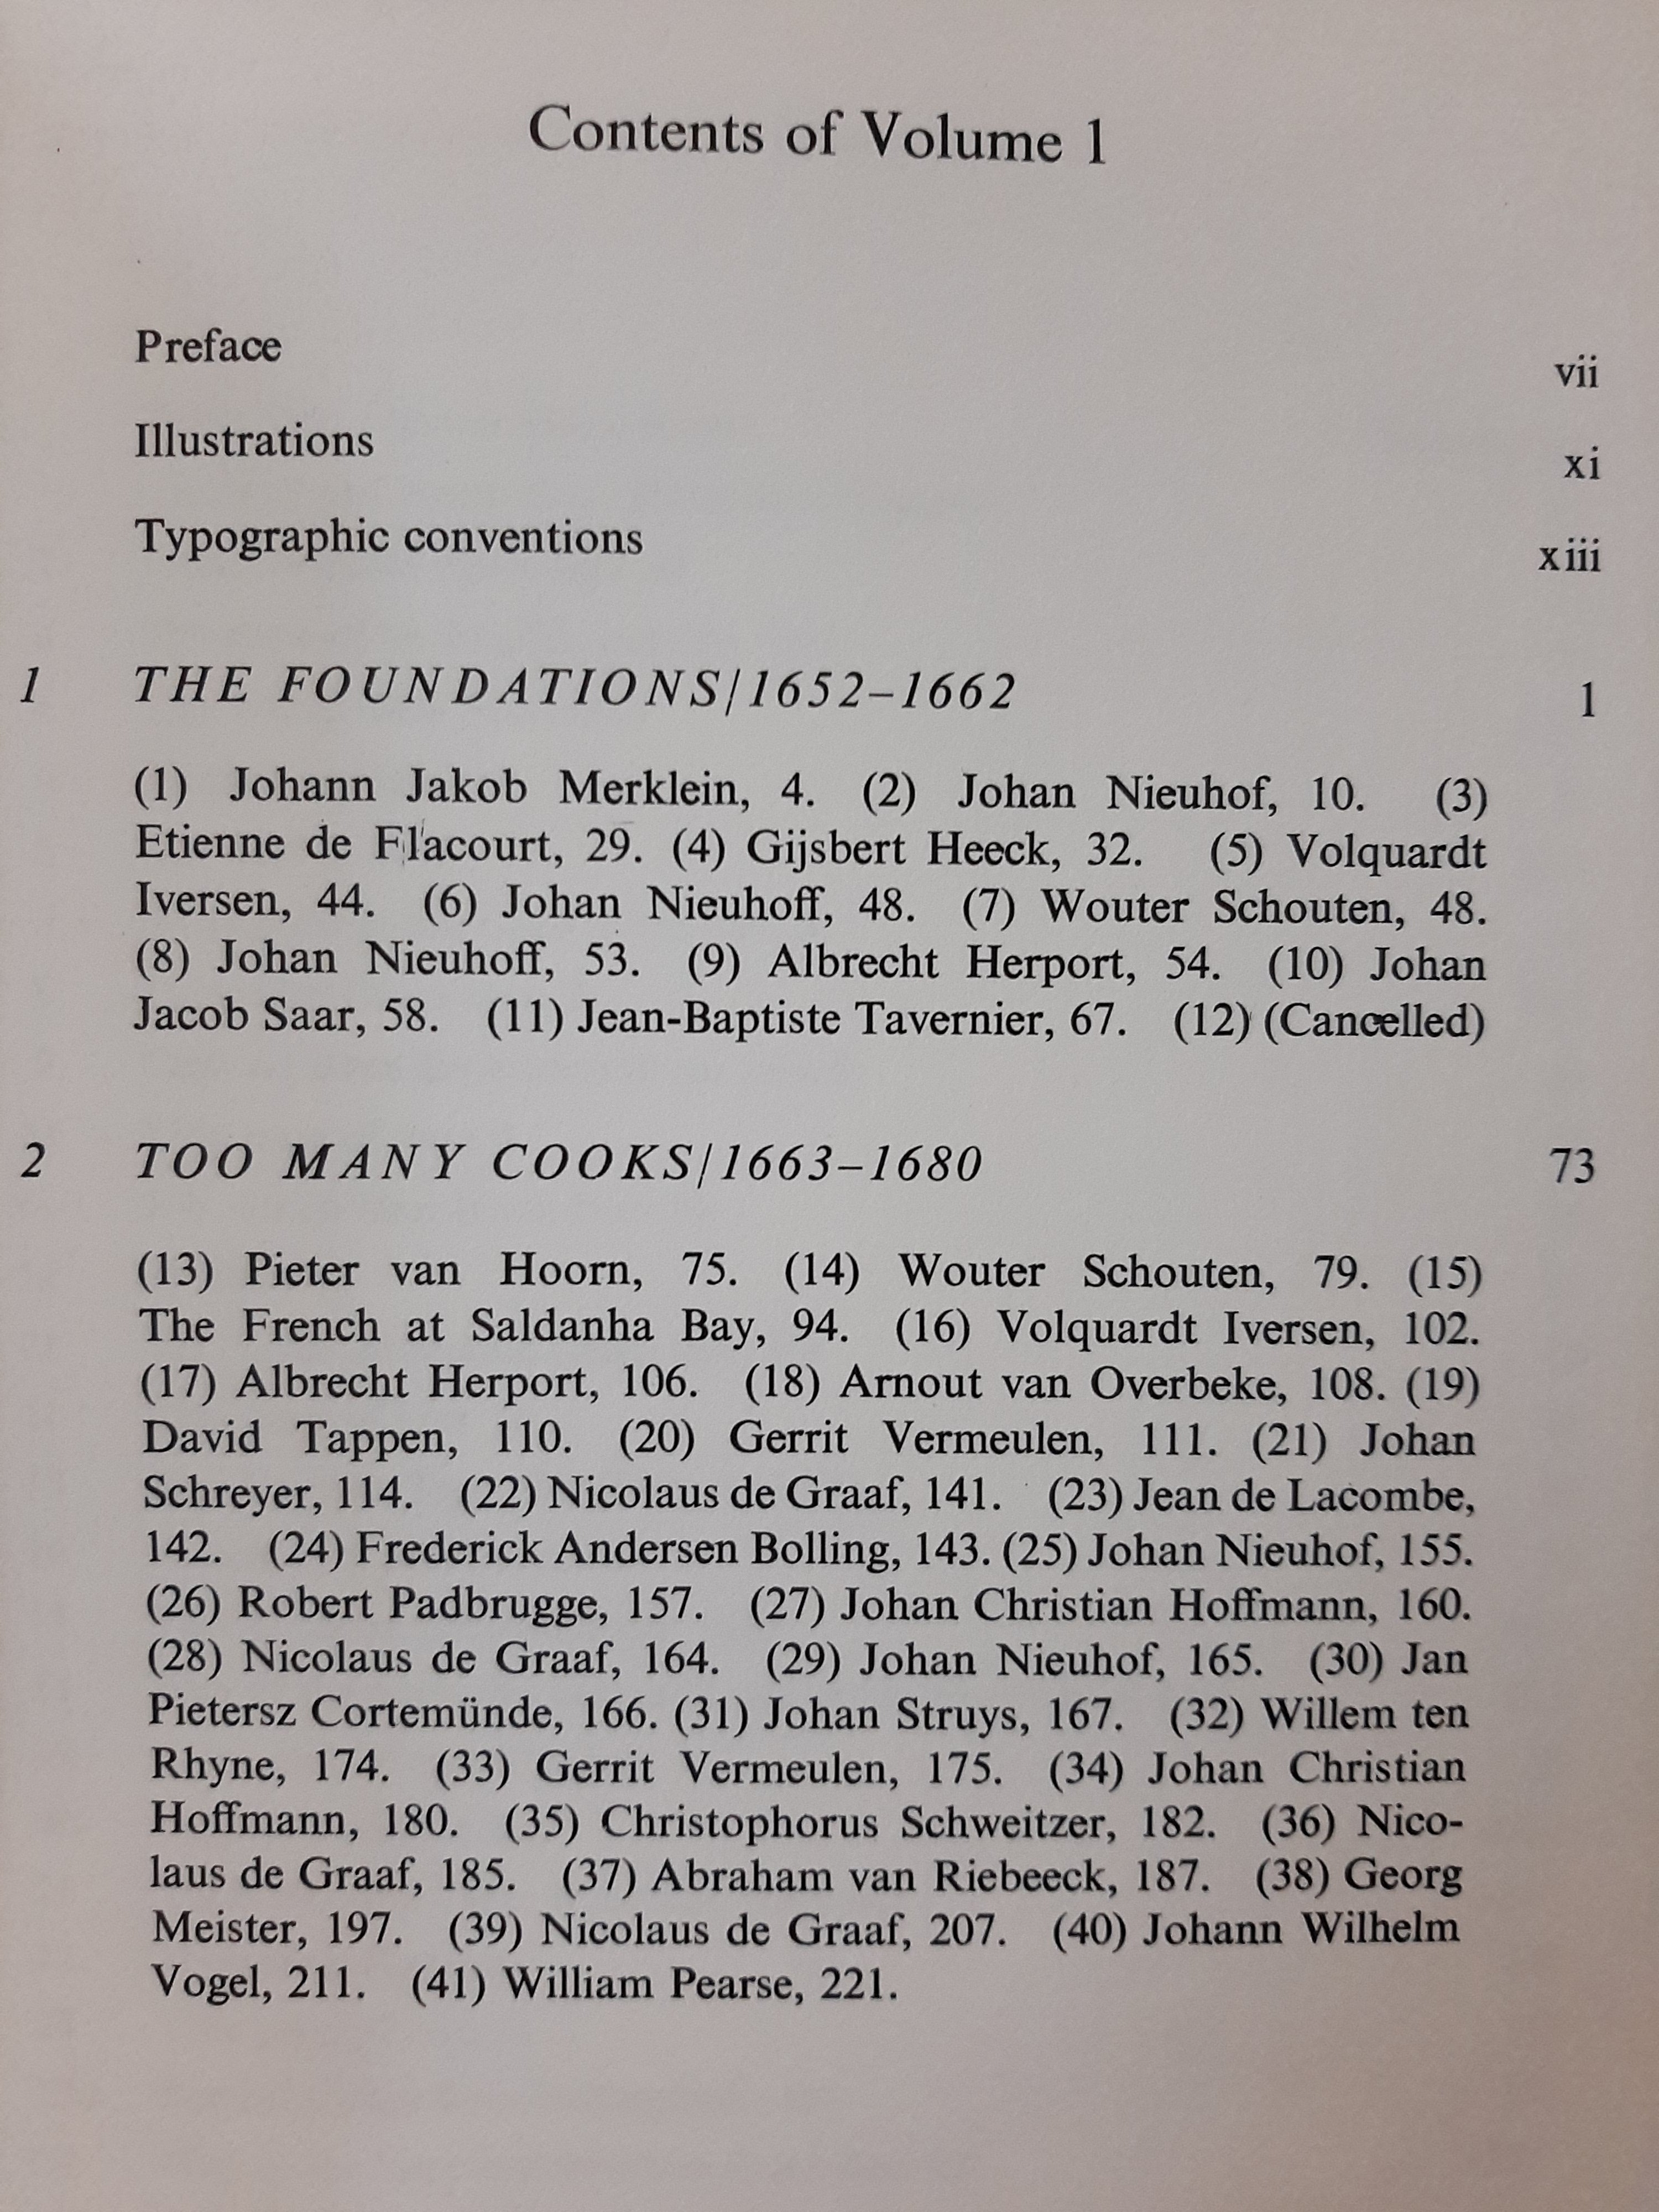 Contents of Volume 1
Preface vii
Illustrations xi
Typographic conventions xiii
1 THE FOUNDATIONS/1652–1662 1
(1) Johann Jakob Merklein, 4. (2) Johan Nieuhof, 10. (3)
Etienne de Flacourt, 29. (4) Gijsbert Heeck, 32. (5) Volquardt
Iversen, 44. (6) Johan Nieuhoff, 48. (7) Wouter Schouten, 48.
(8) Johan Nieuhoff, 53. (9) Albrecht Herport, 54. (10) Johan
Jacob Saar, 58. (11) Jean-Baptiste Tavernier, 67. (12) (Cancelled)
2 TOO MANY COOKS/1663–1680 73
(13) Pieter van Hoorn, 75. (14) Wouter Schouten, 79. (15)
The French at Saldanha Bay, 94. (16) Volquardt Iversen, 102.
(17) Albrecht Herport, 106. (18) Arnout van Overbeke, 108. (19)
David Tappen, 110. (20) Gerrit Vermeulen, 111. (21) Johan
Schreyer, 114. (22) Nicolaus de Graaf, 141. (23) Jean de Lacombe,
142. (24) Frederick Andersen Bolling, 143. (25) Johan Nieuhof, 155.
(26) Robert Padbrugge, 157. (27) Johan Christian Hoffmann, 160.
(28) Nicolaus de Graaf, 164. (29) Johan Nieuhof, 165. (30) Jan
Pietersz Cortemünde, 166. (31) Johan Struys, 167. (32) Willem ten
Rhyne, 174. (33) Gerrit Vermeulen, 175. (34) Johan Christian
Hoffmann, 180. (35) Christophorus Schweitzer, 182. (36) Nico-
laus de Graaf, 185. (37) Abraham van Riebeeck, 187. (38) Georg
Meister, 197. (39) Nicolaus de Graaf, 207. (40) Johann Wilhelm
Vogel, 211. (41) William Pearse, 221.